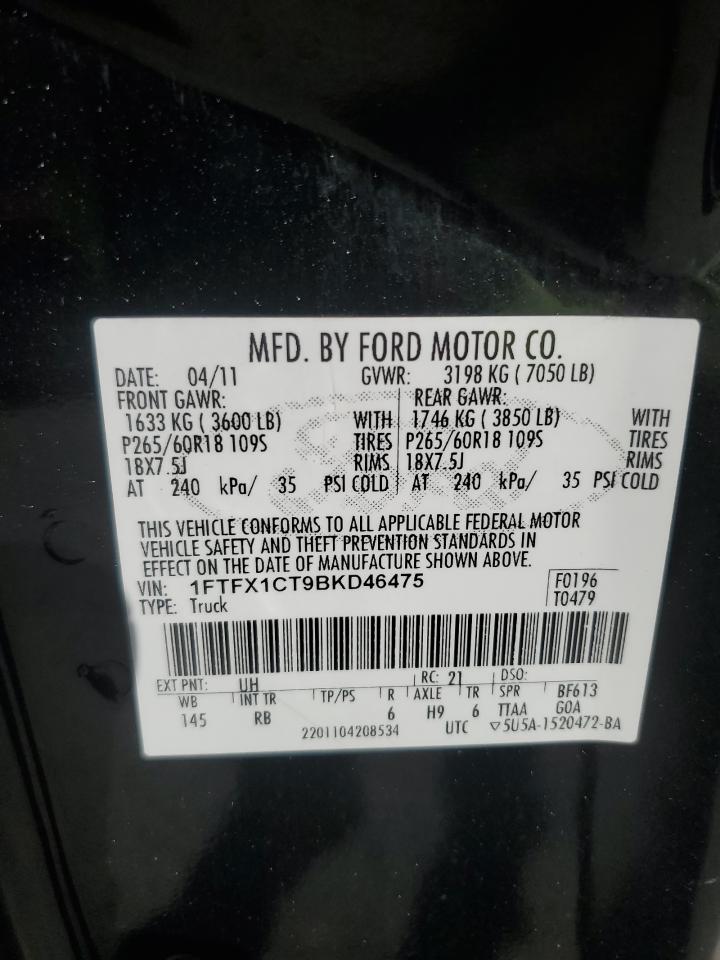 MFD. BY FORD MOTOR CO.
DATE: 04/11 GVWR: 3198 KG ( 7050 LB)
FRONT GAWR: REAR GAWR:
1633 KG ( 3600 LB) WITH 1746 KG ( 3850 LB) WITH
P265/60R18 109S TIRES P265/60R18 109S TIRES
18X7.5J RIMS 18X7.5J RIMS
AT 240 kPa/ 35 PSI COLD AT 240 kPa/ 35 PSI COLD
THIS VEHICLE CONFORMS TO ALL APPLICABLE FEDERAL MOTOR
VEHICLE SAFETY AND THEFT PREVENTION STANDARDS IN
EFFECT ON THE DATE OF MANUFACTURE SHOWN ABOVE.
VIN: 1FTFX1CT9BKD46475 F0196
TYPE: Truck T0479
EXT PNT: UH RC: 21 DSO:
WB INT TR TP/PS R AXLE TR SPR BF613
145 RB 6 H9 6 TTAA GOA
2201104208534 UTC ▽5U5A-1520472-BA